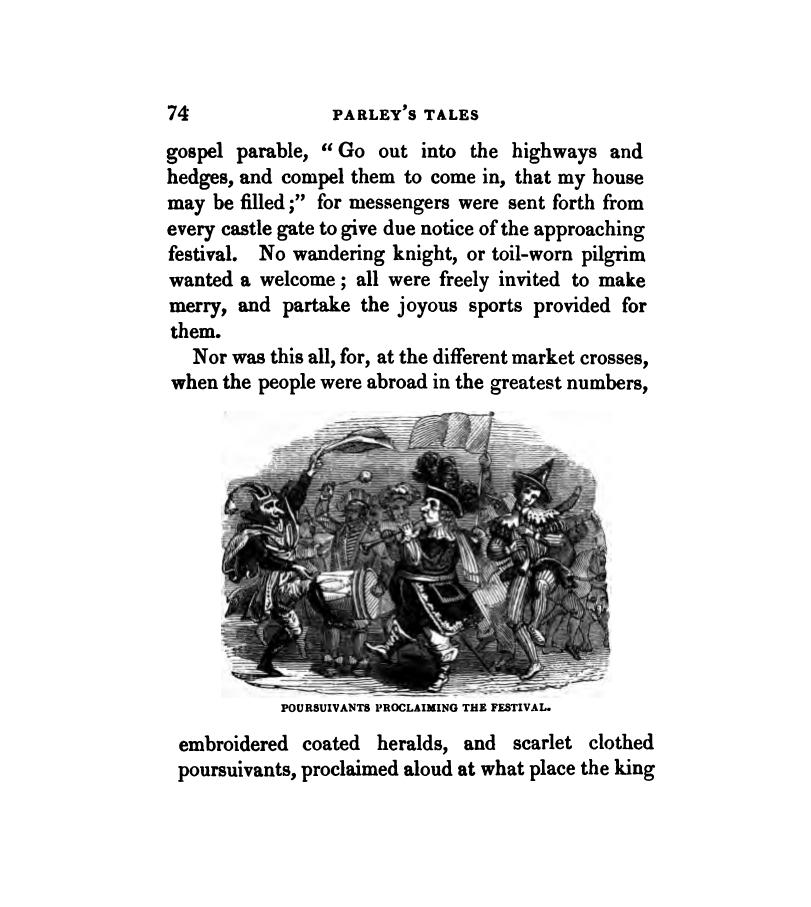 74 PARLEY'S TALES
gospel parable, “ Go out into the highways and
hedges, and compel them to come in, that my house
may be filled ;” for messengers were sent forth from
every castle gate to give due notice of the approaching
festival. No wandering knight, or toil-worn pilgrim
wanted a welcome ; all were freely invited to make
merry, and partake the joyous sports provided for
them.
Nor was this all, for, at the different market crosses,
when the people were abroad in the greatest numbers,
POURSUIVANTS PROCLAIMING THE FESTIVAL.
embroidered coated heralds, and scarlet clothed
poursuivants, proclaimed aloud at what place the king